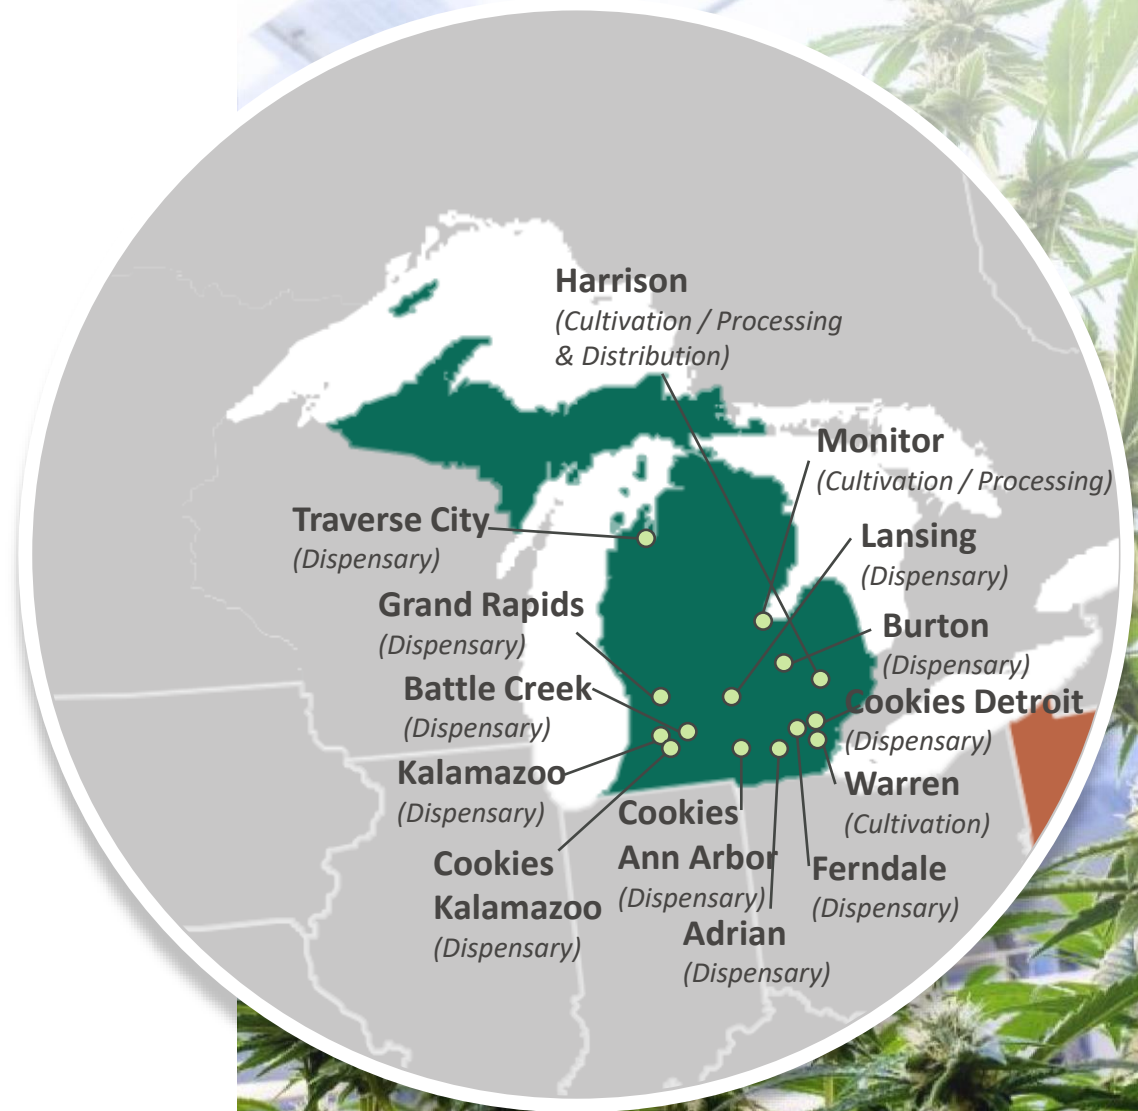 Harrison
(Cultivation / Processing
& Distribution)
Monitor
(Cultivation / Processing)
Traverse City
(Dispensary)
Lansing
(Dispensary)
Grand Rapids
(Dispensary)
Burton
(Dispensary)
Battle Creek
(Dispensary)
Cookies Detroit
(Dispensary)
Kalamazoo
(Dispensary)
Warren
(Cultivation)
Cookies
Ann Arbor
(Dispensary)
Cookies
Kalamazoo
(Dispensary)
Ferndale
(Dispensary)
Adrian
(Dispensary)